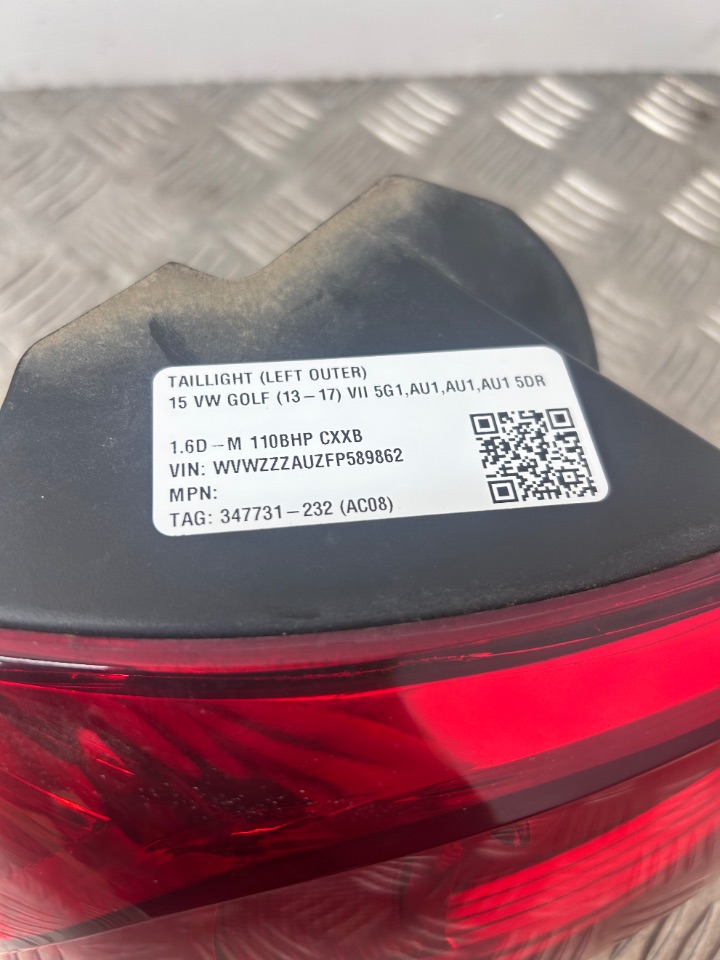 TAILLIGHT (LEFT OUTER)
15 VW GOLF (13-17) VII 5G1,AU1,AU1,AU1 5DR
1.6D-M 110BHP CXXB
VIN: WVWZZZAUZFP589862
MPN:
TAG: 347731-232 (AC08)